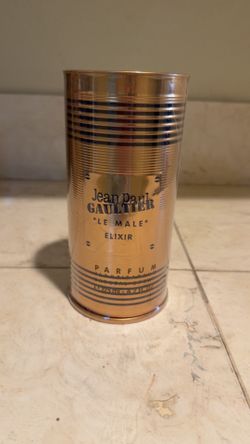 Jean Paul
GAULTIER
"LE MALE"
ELIXIR
PARFUM